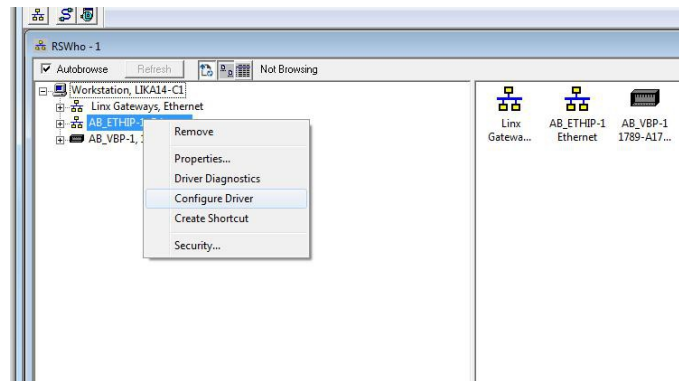 RSWho - 1
Autobrowse
Refresh
Not Browsing
Workstation, LIKA14-C1
Linx Gateways, Ethernet
AB_ETHIP-1
AB_VBP-1,
Remove
Properties...
Driver Diagnostics
Configure Driver
Create Shortcut
Security...
Linx
Gatewa...
AB_ETHIP-1
Ethernet
AB_VBP-1
1789-A17...